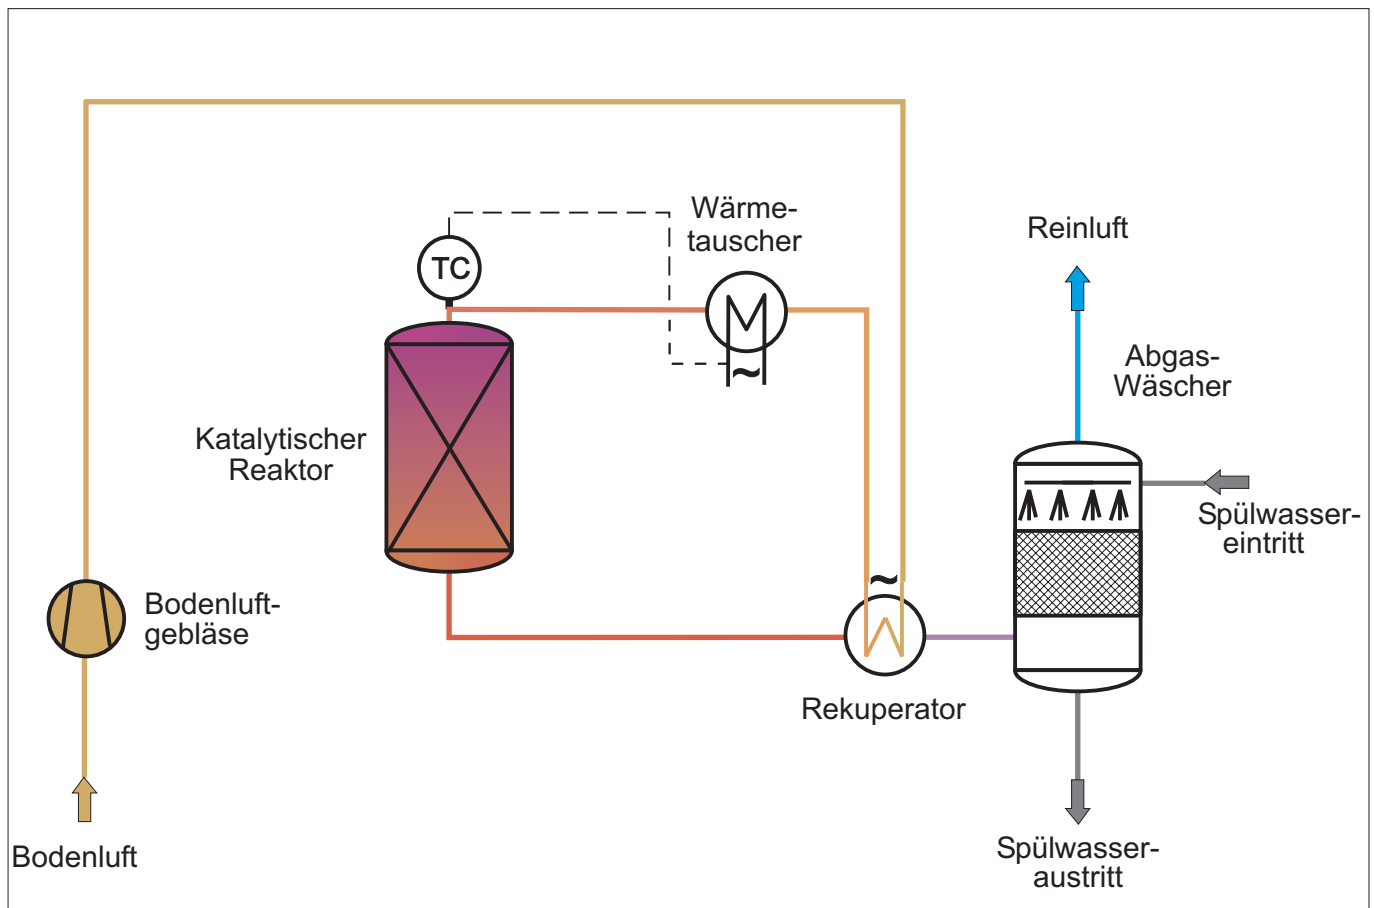 Wärme-
tauscher
TC
Reinluft
Abgas-
Wäscher
Katalytischer
Reaktor
Spülwasser-
eintritt
Bodenluft-
gebläse
Rekuperator
Bodenluft
Spülwasser-
austritt